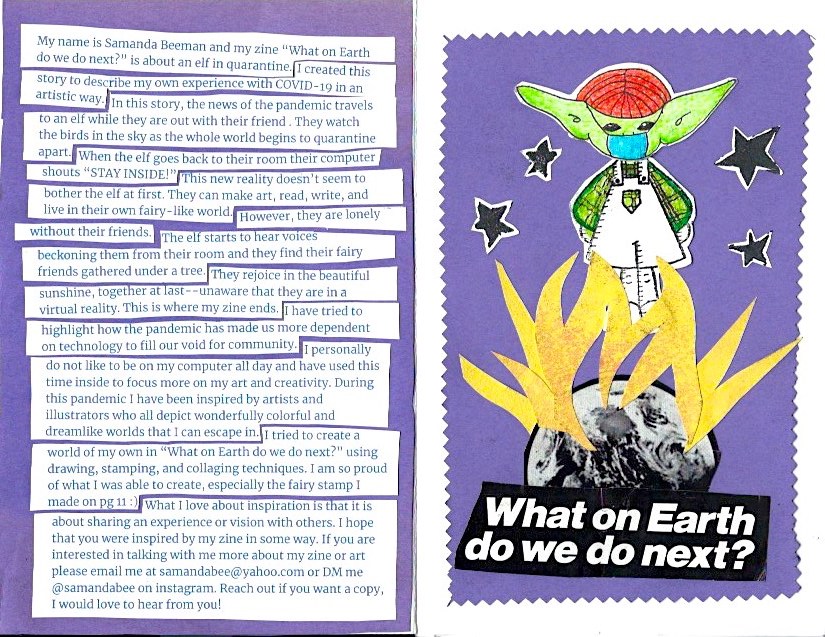 My name is Samanda Beeman and my zine “What on Earth
do we do next?” is about an elf in quarantine. I created this
story to describe my own experience with COVID-19 in an
artistic way. In this story, the news of the pandemic travels
to an elf while they are out with their friend . They watch
the birds in the sky as the whole world begins to quarantine
apart. When the elf goes back to their room their computer
shouts “STAY INSIDE!” This new reality doesn’t seem to
bother the elf at first. They can make art, read, write, and
live in their own fairy-like world. However, they are lonely
without their friends. The elf starts to hear voices
beckoning them from their room and they find their fairy
friends gathered under a tree. They rejoice in the beautiful
sunshine, together at last--unaware that they are in a
virtual reality. This is where my zine ends. I have tried to
highlight how the pandemic has made us more dependent
on technology to fill our void for community. I personally
do not like to be on my computer all day and have used this
time inside to focus more on my art and creativity. During
this pandemic I have been inspired by artists and
illustrators who all depict wonderfully colorful and
dreamlike worlds that I can escape in. I tried to create a
world of my own in “What on Earth do we do next?” using
drawing, stamping, and collaging techniques. I am so proud
of what I was able to create, especially the fairy stamp I
made on pg 11 :) What I love about inspiration is that it is
about sharing an experience or vision with others. I hope
that you were inspired by my zine in some way. If you are
interested in talking with me more about my zine or art
please email me at samandabee@yahoo.com or DM me
@samandabee on instagram. Reach out if you want a copy,
I would love to hear from you!
What on Earth
do we do next?